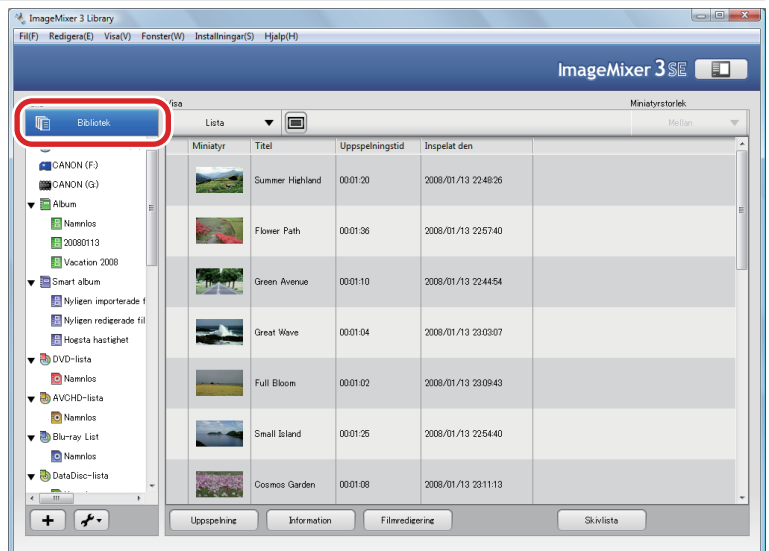 ImageMixer 3 Library
Fil(F) Redigera(E) Visa(V) Fonster(W) Installningar(S) Hjalp(H)
ImageMixer 3 SE
Visa Miniatyrstorlek
Bibliotek
Lista Mellan
Miniatyr Titel Uppspelningstid Inspelat den
CANON (F:)
CANON (G:)
Album
Namnlos
20080113
Vacation 2008
Smart album
Nyligen importerade f
Nyligen redigerade fil
Hogsta hastighet
DVD-lista
Namnlos
AVCHD-lista
Namnlos
Blu-ray List
Namnlos
DataDisc-lista
Summer Highland 00:01:20 2008/01/13 22:48:26
Flower Path 00:01:36 2008/01/13 22:57:40
Green Avenue 00:01:10 2008/01/13 22:44:54
Great Wave 00:01:04 2008/01/13 23:03:07
Full Bloom 00:01:02 2008/01/13 23:09:43
Small Island 00:01:25 2008/01/13 22:54:40
Cosmos Garden 00:01:08 2008/01/13 23:11:13
Uppspelning Information Filmredigering Skivlista